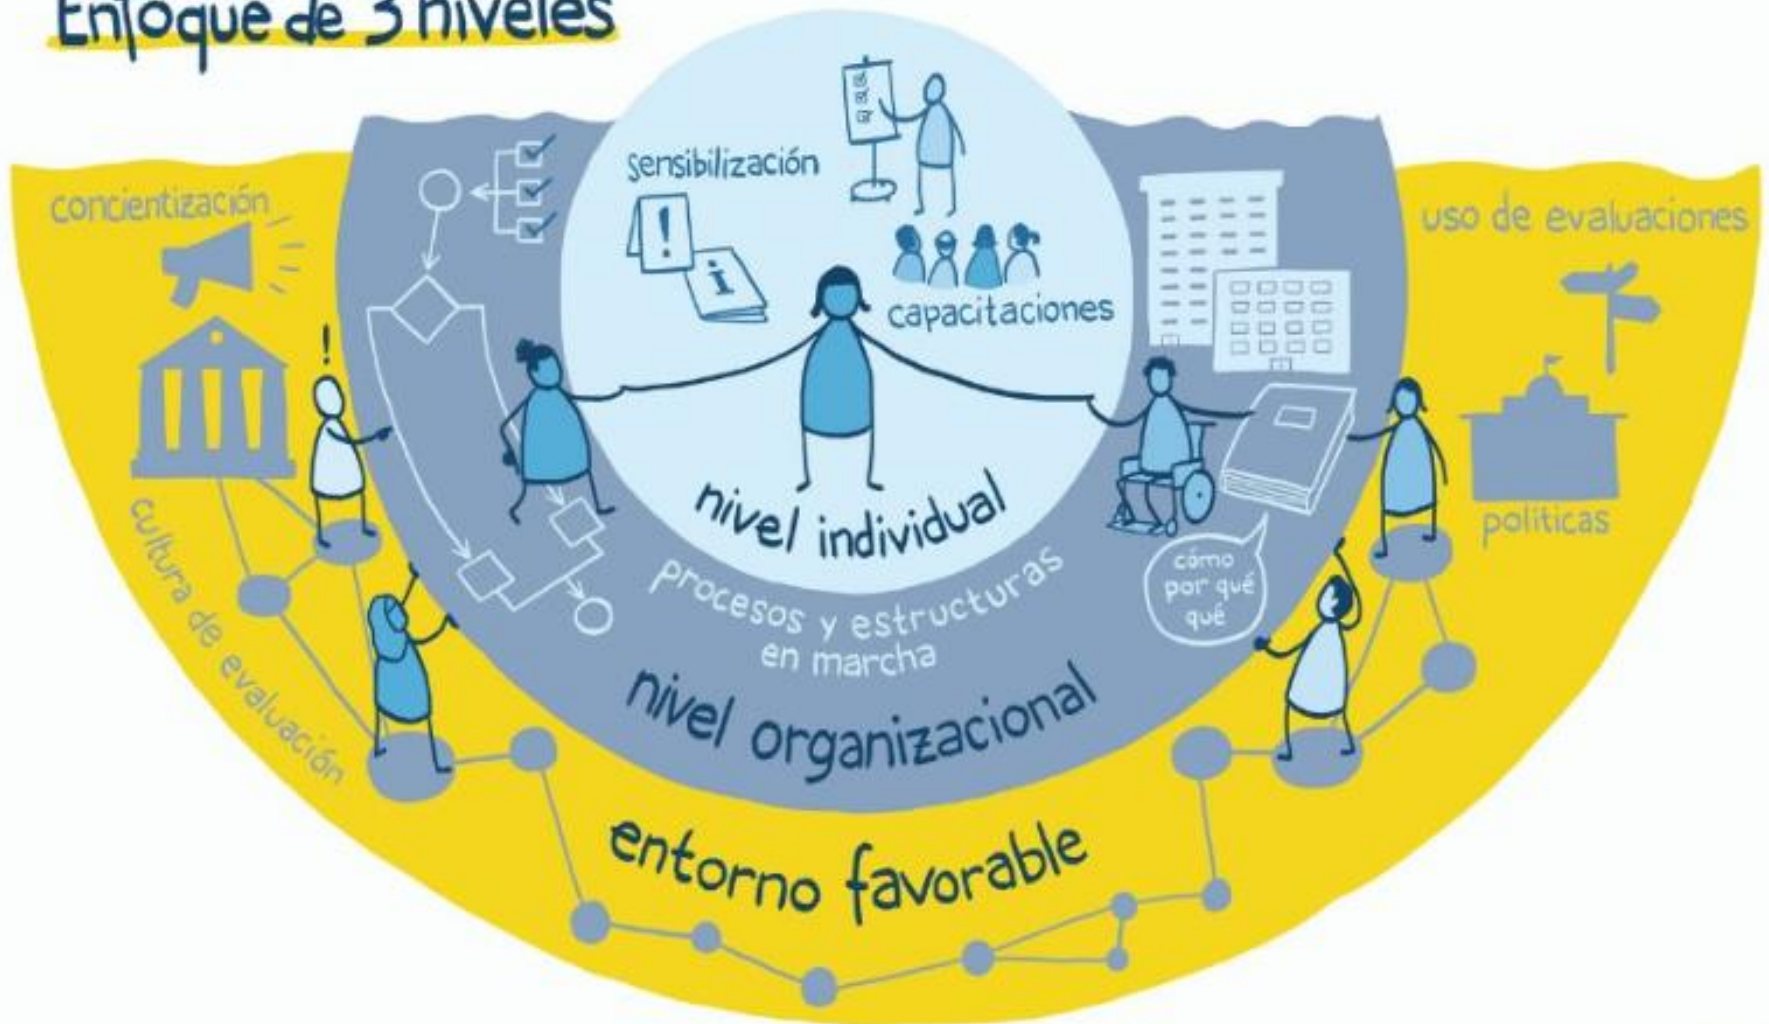 Enfoque de 3 niveles
sensibilización
!
i
capacitaciones
nivel individual
concientización
!
cultura de evaluación
procesos y estructuras
en marcha
nivel organizacional
cómo
por qué
qué
uso de evaluaciones
políticas
entorno favorable